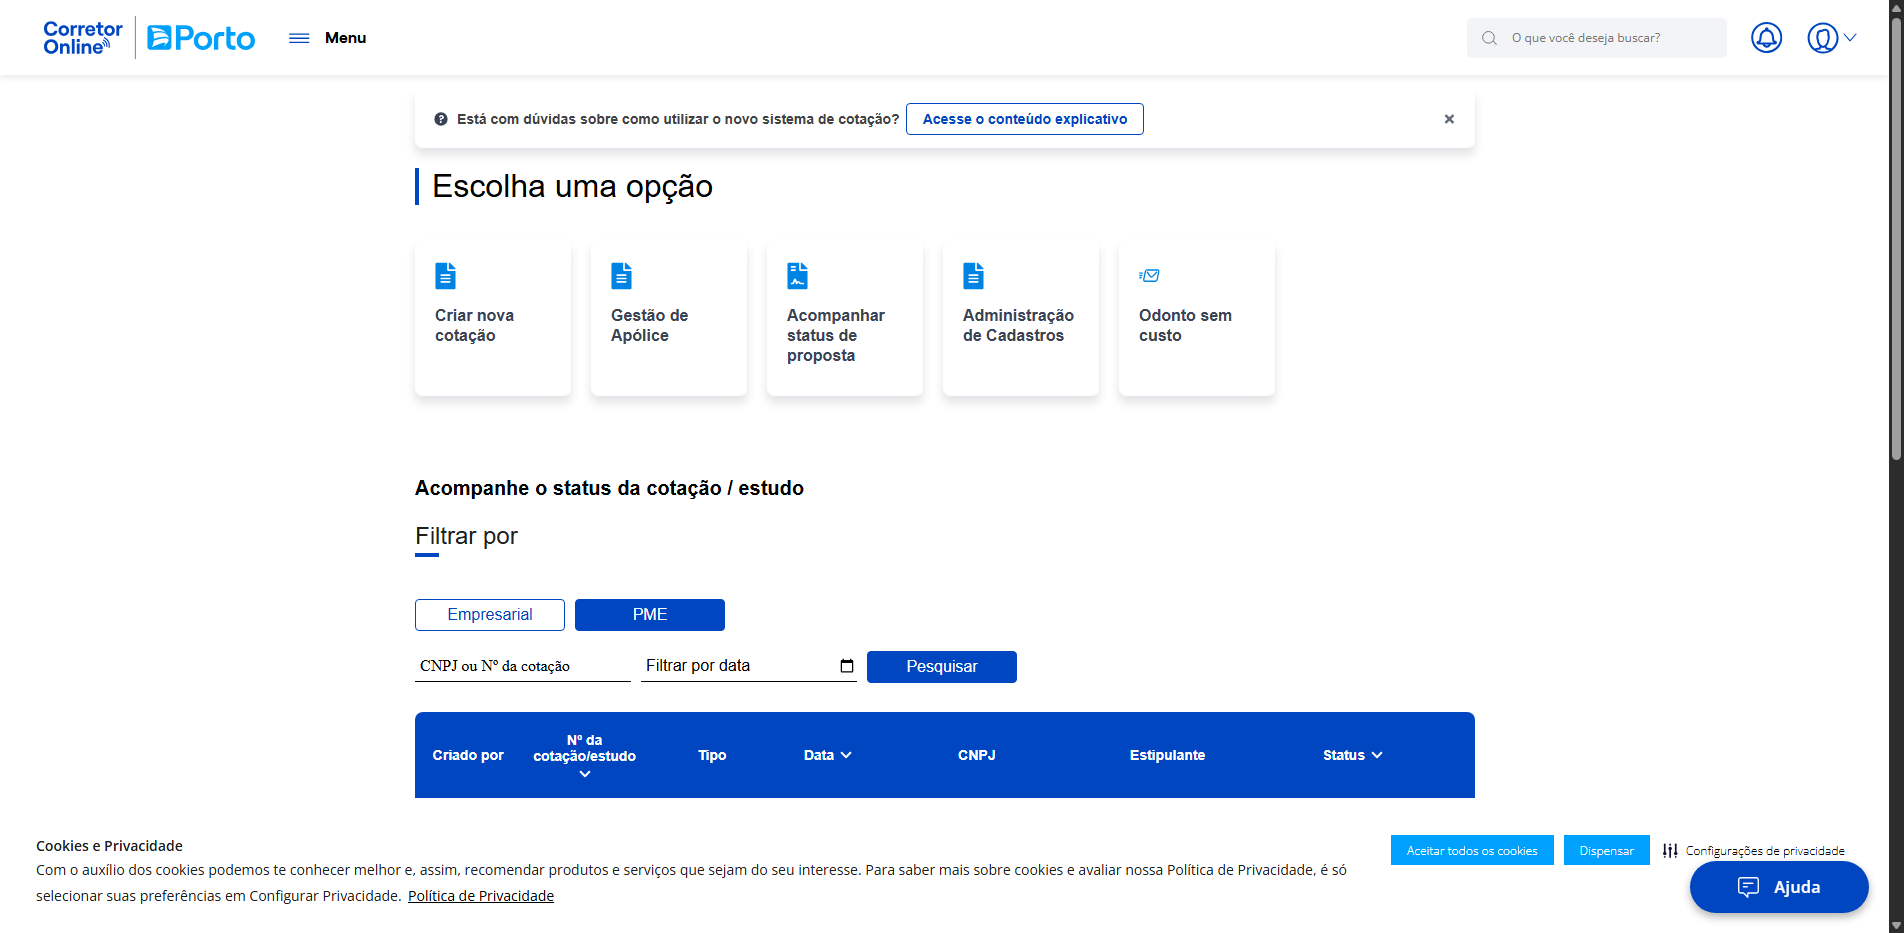 Corretor
Online
Porto
Menu
O que você deseja buscar?
Está com dúvidas sobre como utilizar o novo sistema de cotação?
Acesse o conteúdo explicativo
Escolha uma opção
Criar nova
cotação
Gestão de
Apólice
Acompanhar
status de
proposta
Administração
de Cadastros
Odonto sem
custo
Acompanhe o status da cotação / estudo
Filtrar por
Empresarial
PME
CNPJ ou Nº da cotação
Filtrar por data
Pesquisar
Criado por
Nº da
cotação/estudo
Tipo
Data
CNPJ
Estipulante
Status
Cookies e Privacidade
Com o auxílio dos cookies podemos te conhecer melhor e, assim, recomendar produtos e serviços que sejam do seu interesse. Para saber mais sobre cookies e avaliar nossa Política de Privacidade, é só
selecionar suas preferências em Configurar Privacidade. Política de Privacidade
Aceitar todos os cookies
Dispensar
Configurações de privacidade
Ajuda